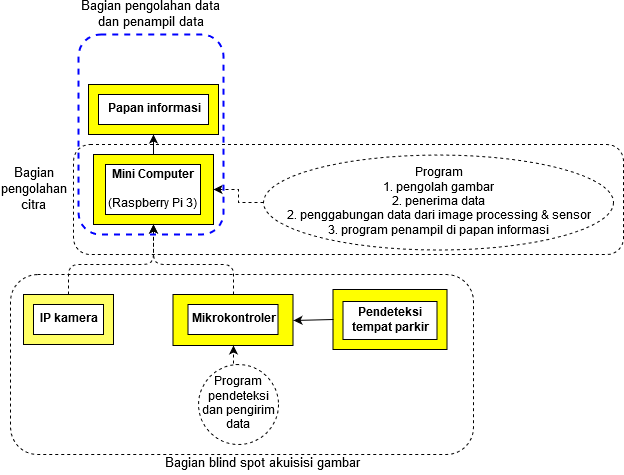 Bagian pengolahan data
dan penampil data
Papan informasi
Bagian
pengolahan
citra
Mini Computer
(Raspberry Pi 3)
Program
1. pengolah gambar
2. penerima data
2. penggabungan data dari image processing & sensor
3. program penampil di papan informasi
IP kamera
Mikrokontroler
Pendeteksi
tempat parkir
Program
pendeteksi
dan pengirim
data
Bagian blind spot akuisisi gambar